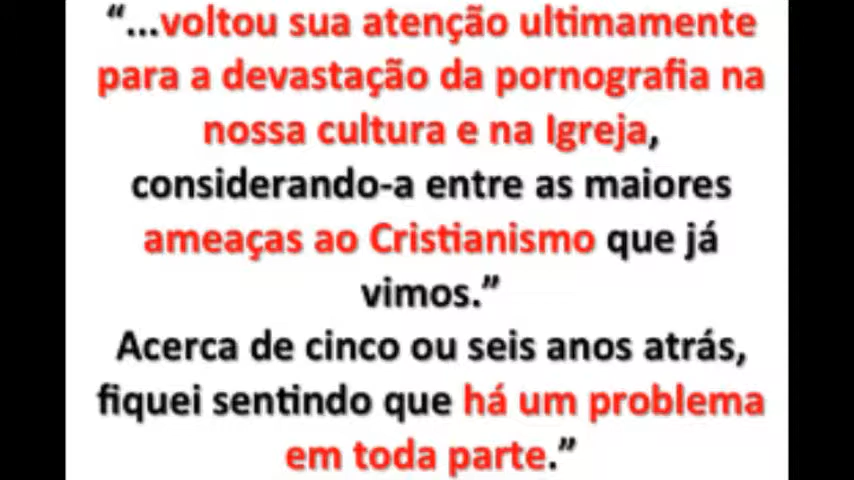 “...voltou sua atenção ultimamente
para a devastação da pornografia na
nossa cultura e na Igreja,
considerando-a entre as maiores
ameaças ao Cristianismo que já
vimos.”
Acerca de cinco ou seis anos atrás,
fiquei sentindo que há um problema
em toda parte.”